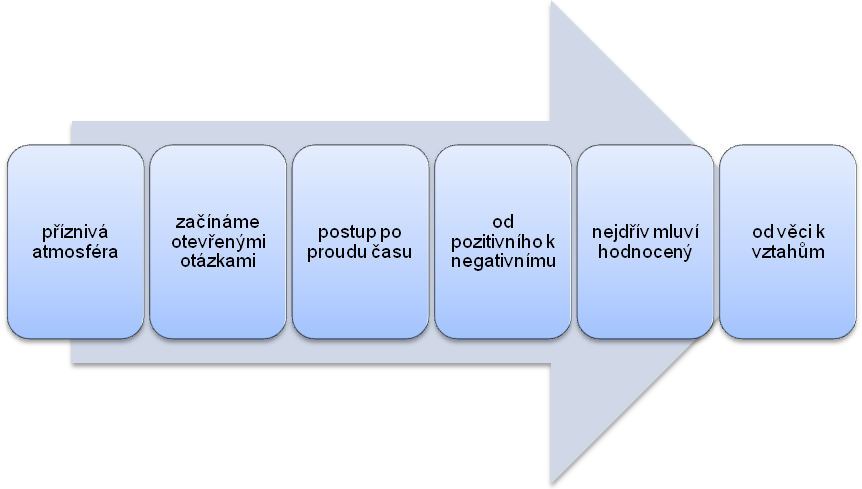 příznivá
atmosféra
začínáme
otevřenými
otázkami
postup po
proudu času
od
pozitivního k
negativnímu
nejdřív mluví
hodnocený
od věci k
vztahům